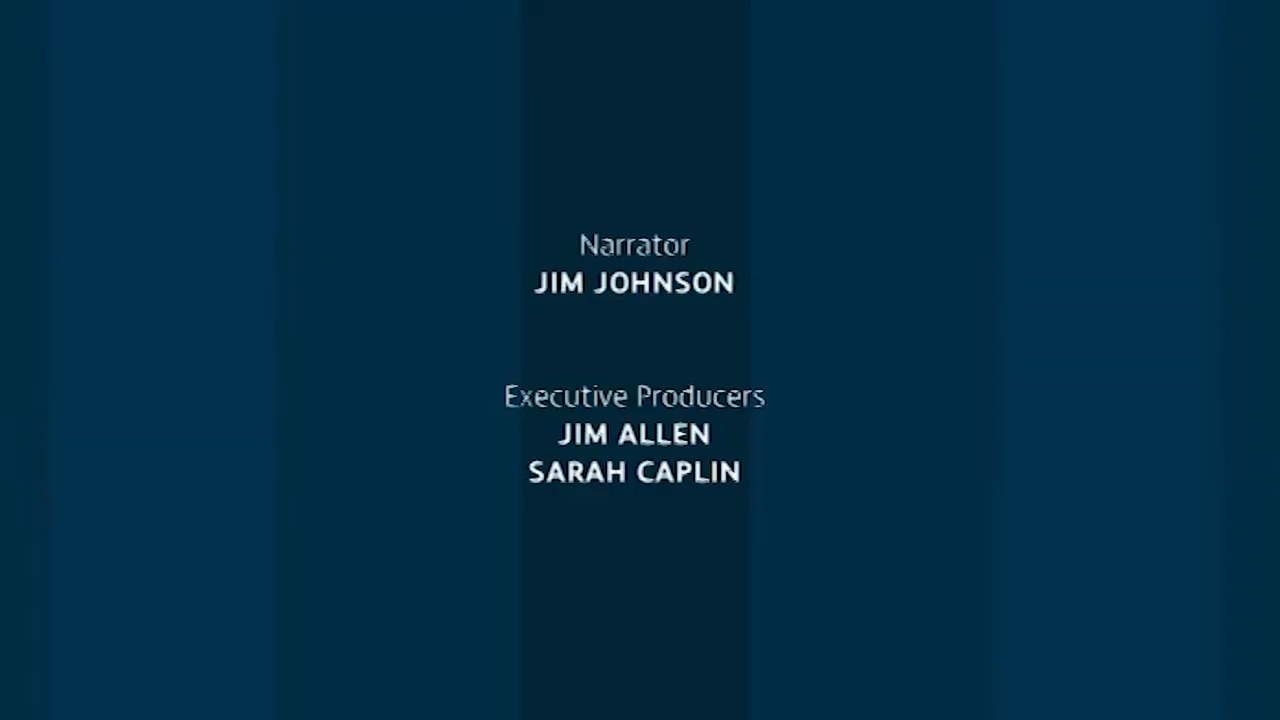 Narrator
JIM JOHNSON
Executive Producers
JIM ALLEN
SARAH CAPLIN